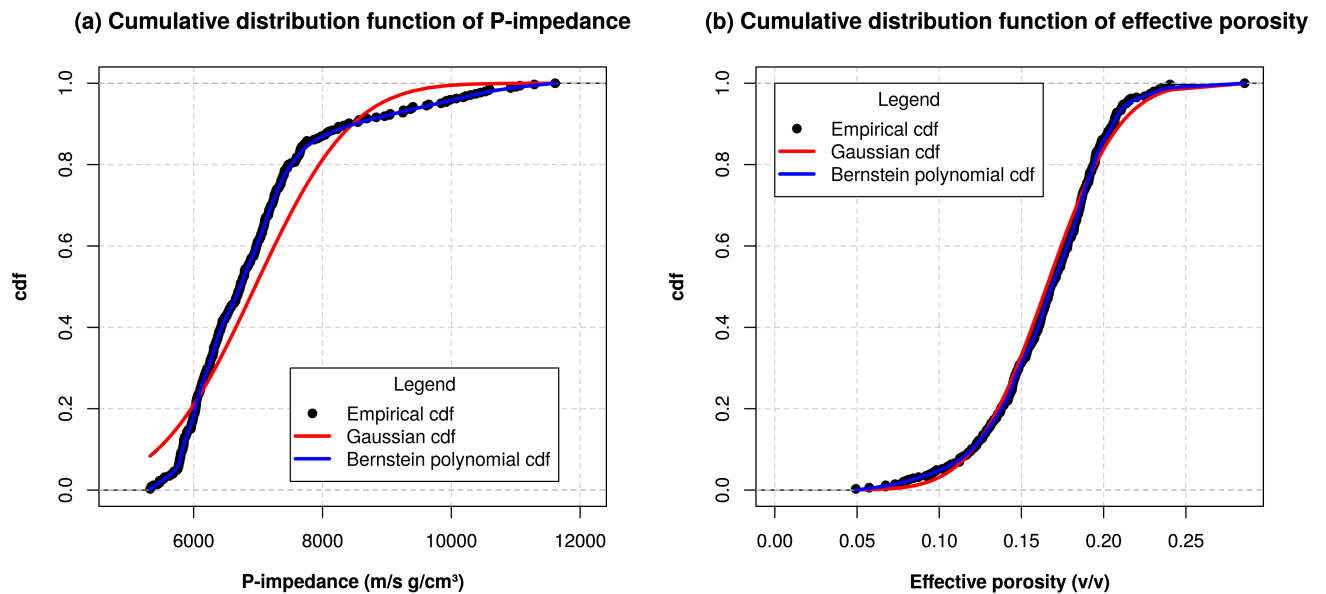 (a) Cumulative distribution function of P-impedance
cdf
1.0
0.8
0.6
0.4
0.2
0.0
Legend
Empirical cdf
Gaussian cdf
Bernstein polynomial cdf
6000 8000 10000 12000
P-impedance (m/s g/cm³)
(b) Cumulative distribution function of effective porosity
cdf
1.0
0.8
0.6
0.4
0.2
0.0
Legend
Empirical cdf
Gaussian cdf
Bernstein polynomial cdf
0.00 0.05 0.10 0.15 0.20 0.25
Effective porosity (v/v)